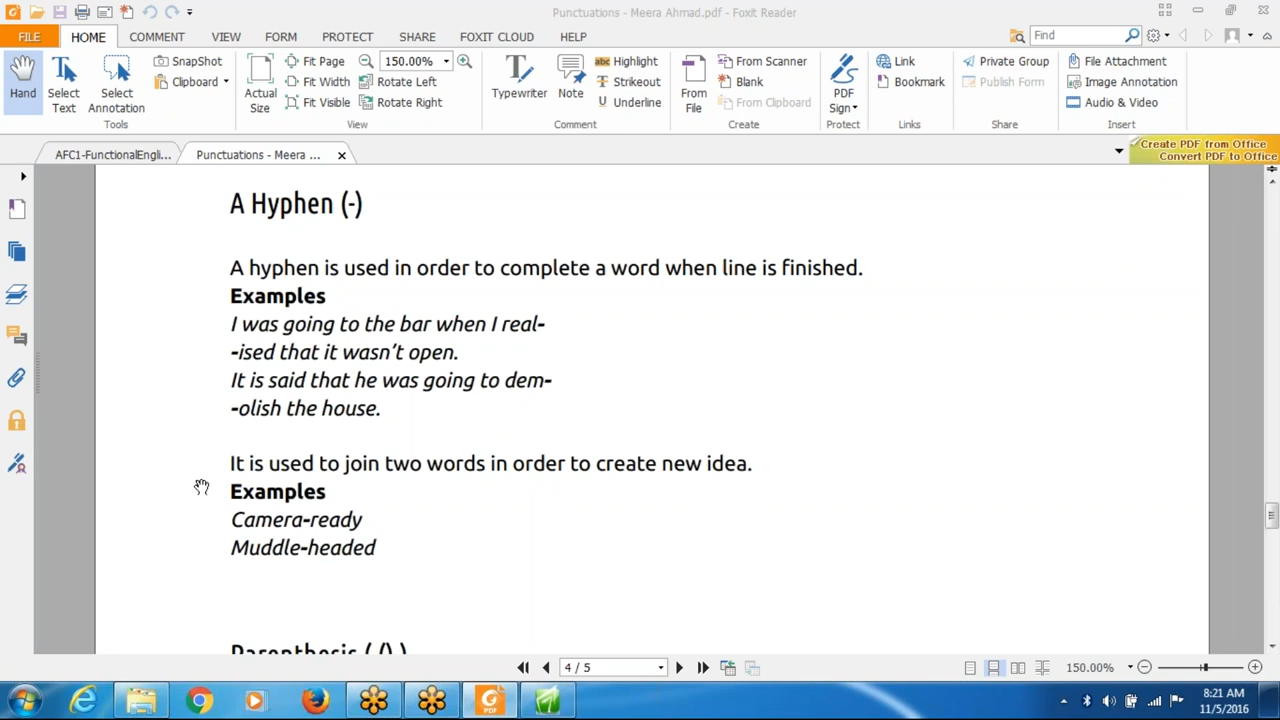 Punctuations - Meera Ahmad.pdf - Foxit Reader
FILE HOME COMMENT VIEW FORM PROTECT SHARE FOXIT CLOUD HELP Find
Hand
Select Text
Select Annotation
SnapShot
Clipboard
Tools
Actual Size
Fit Page
Fit Width
Fit Visible
150.00%
Rotate Left
Rotate Right
View
Typewriter
Note
Highlight
Strikeout
Underline
Comment
From File
From Scanner
Blank
From Clipboard
Create
PDF Sign
Protect
Link
Bookmark
Links
Private Group
Publish Form
Share
File Attachment
Image Annotation
Audio & Video
Insert
AFC1-FunctionalEngli... Punctuations - Meera ...
Create PDF from Office
Convert PDF to Office
A Hyphen (-)
A hyphen is used in order to complete a word when line is finished.
Examples
I was going to the bar when I real-
-ised that it wasn't open.
It is said that he was going to dem-
-olish the house.
It is used to join two words in order to create new idea.
Examples
Camera-ready
Muddle-headed
Parenthesis ( () )
4 / 5 150.00%
8:21 AM
11/5/2016